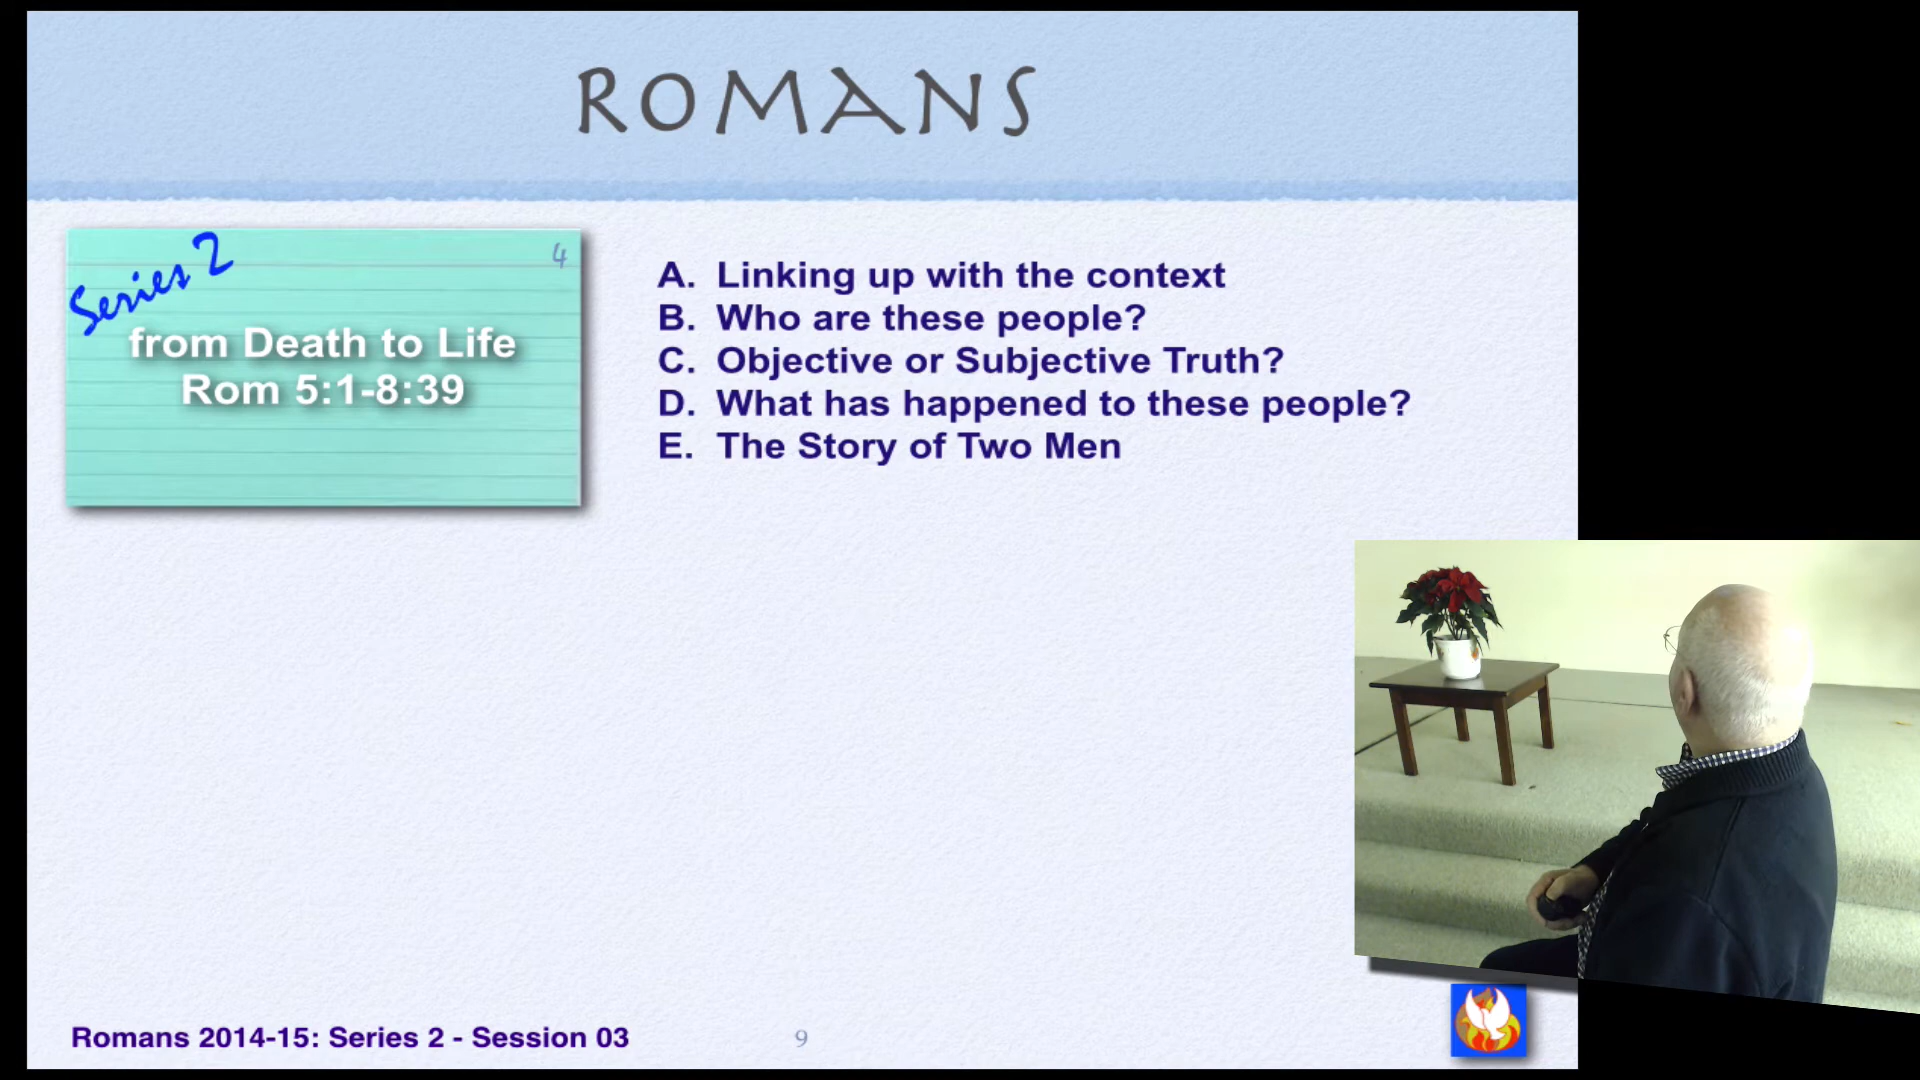 ROMANS
Series 2
4
from Death to Life
Rom 5:1-8:39
A. Linking up with the context
B. Who are these people?
C. Objective or Subjective Truth?
D. What has happened to these people?
E. The Story of Two Men
Romans 2014-15: Series 2 - Session 03
9